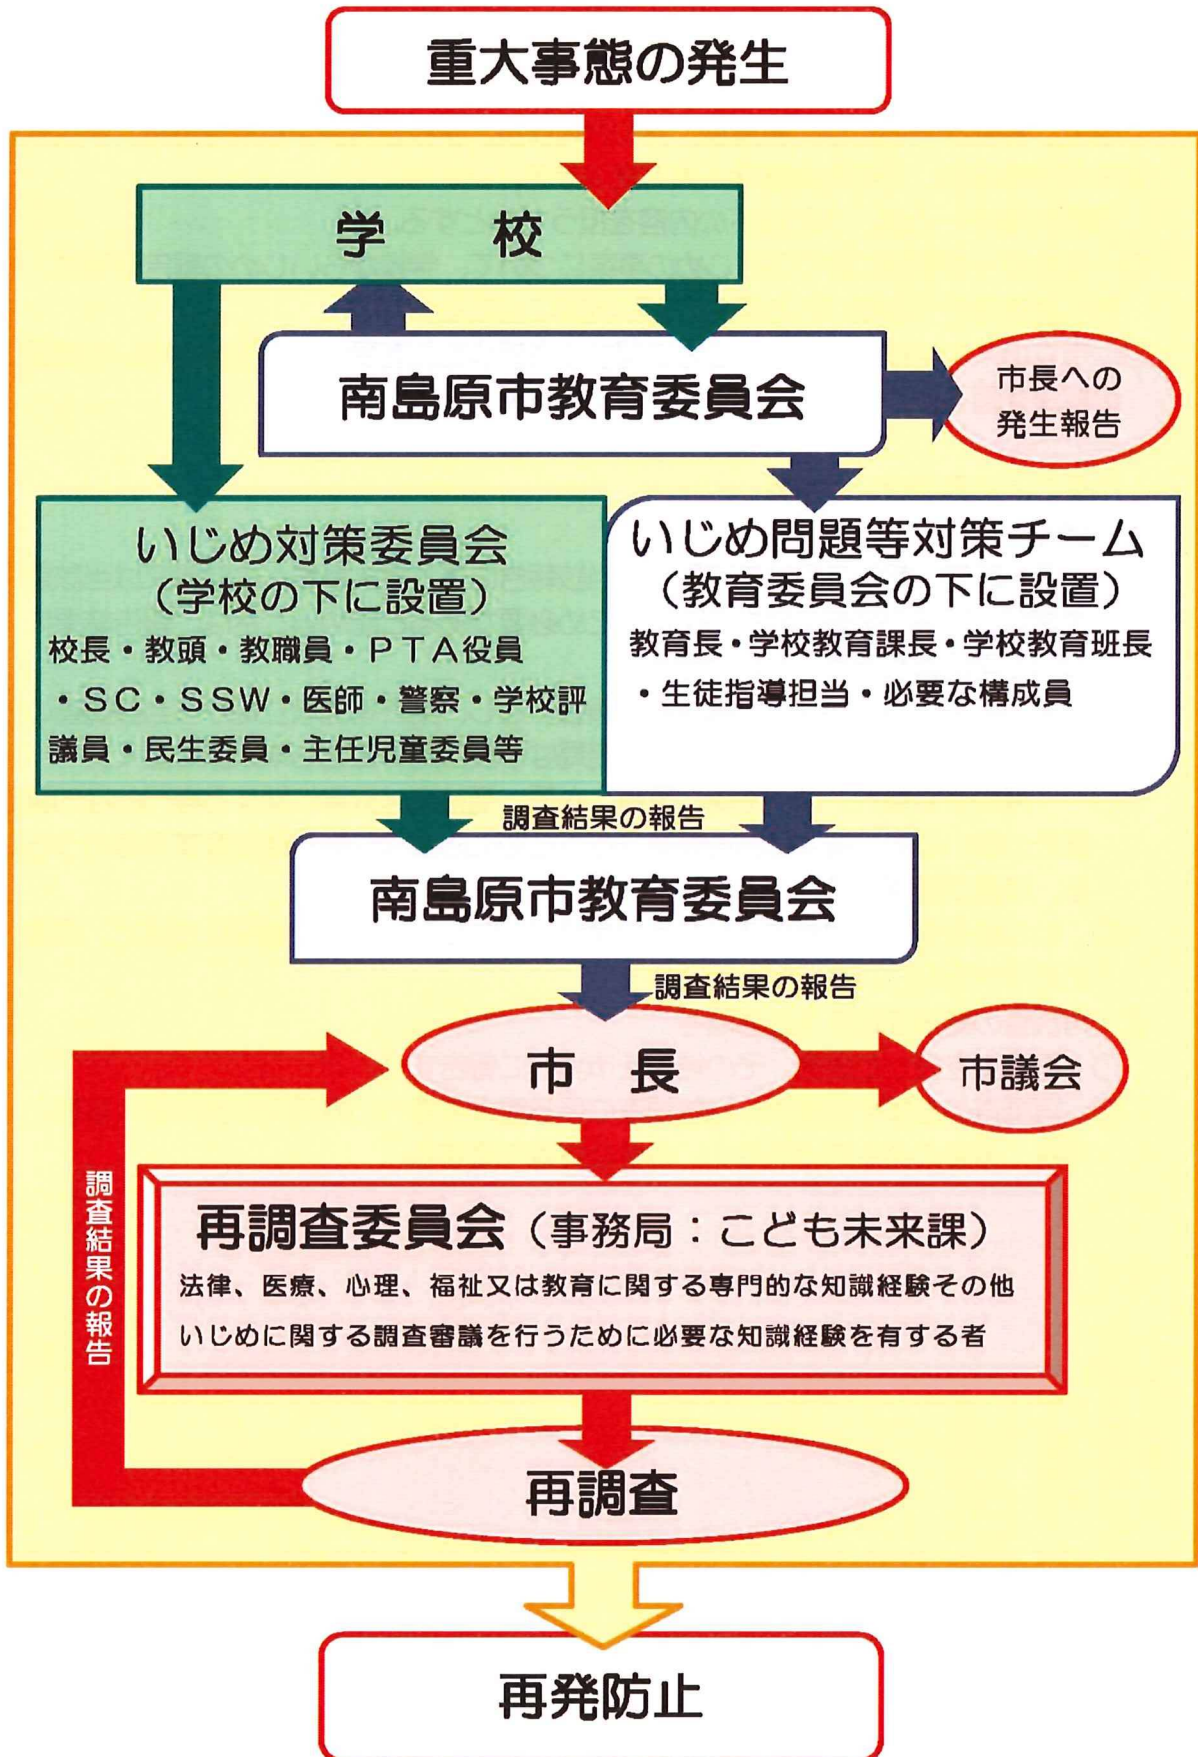 重大事態の発生
学　校
南島原市教育委員会
市長への
発生報告
いじめ対策委員会
（学校の下に設置）
校長・教頭・教職員・ＰＴＡ役員
・ＳＣ・ＳＳＷ・医師・警察・学校評
議員・民生委員・主任児童委員等
いじめ問題等対策チーム
（教育委員会の下に設置）
教育長・学校教育課長・学校教育班長
・生徒指導担当・必要な構成員
調査結果の報告
南島原市教育委員会
調査結果の報告
市　長
市議会
調査結果の報告
再調査委員会（事務局：こども未来課）
法律、医療、心理、福祉又は教育に関する専門的な知識経験その他
いじめに関する調査審議を行うために必要な知識経験を有する者
再調査
再発防止